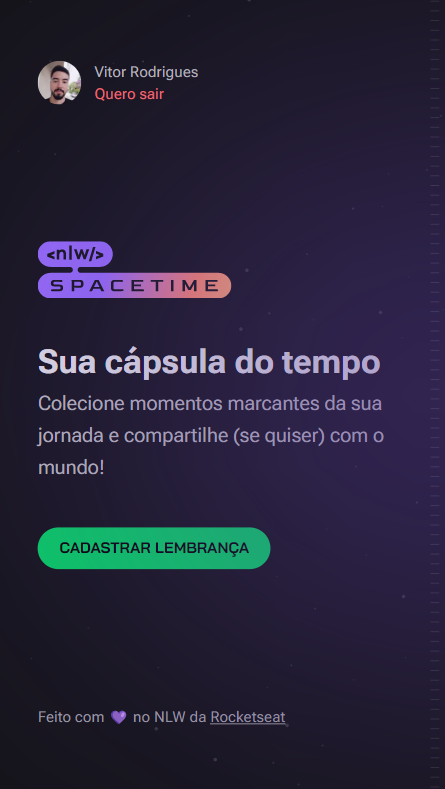 Vitor Rodrigues
Quero sair
<nlw/>
SPACETIME
Sua cápsula do tempo
Colecione momentos marcantes da sua
jornada e compartilhe (se quiser) com o
mundo!
CADASTRAR LEMBRANÇA
Feito com 💜 no NLW da Rocketseat